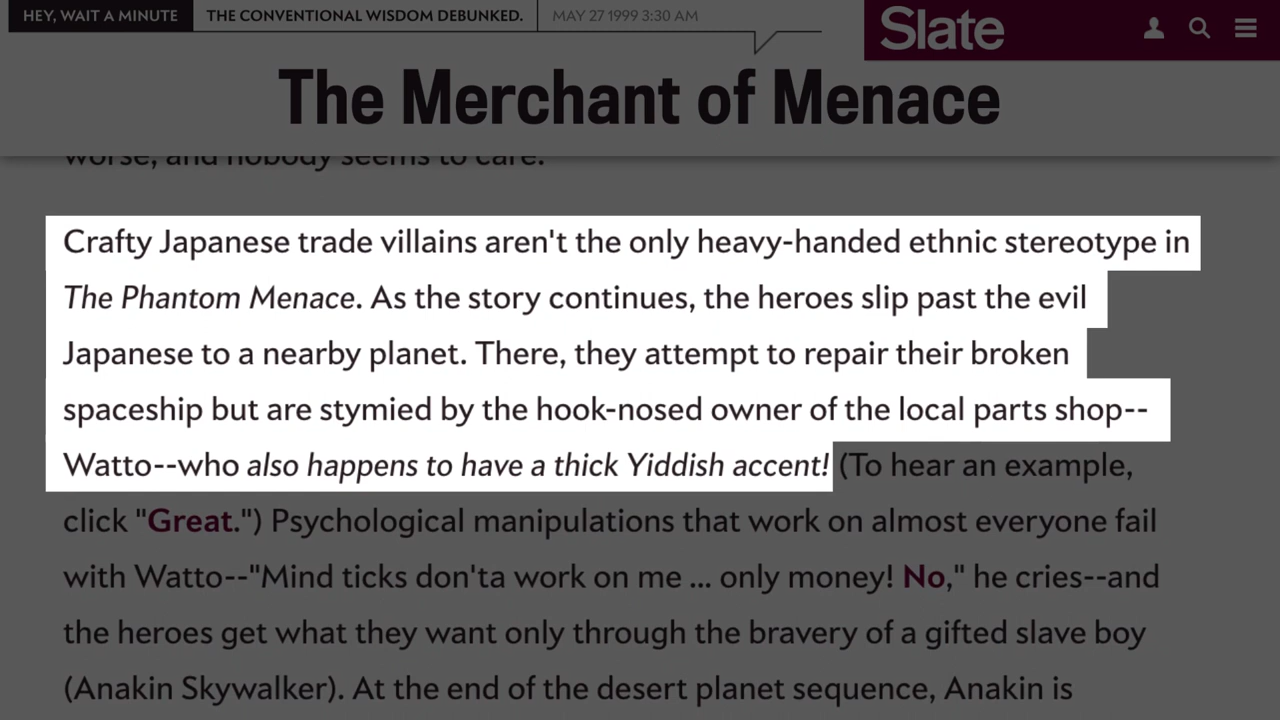 HEY, WAIT A MINUTE THE CONVENTIONAL WISDOM DEBUNKED. MAY 27 1999 3:30 AM
Slate
The Merchant of Menace
worse, and nobody seems to care.
Crafty Japanese trade villains aren't the only heavy-handed ethnic stereotype in
The Phantom Menace. As the story continues, the heroes slip past the evil
Japanese to a nearby planet. There, they attempt to repair their broken
spaceship but are stymied by the hook-nosed owner of the local parts shop--
Watto--who also happens to have a thick Yiddish accent! (To hear an example,
click "Great.") Psychological manipulations that work on almost everyone fail
with Watto--"Mind ticks don'ta work on me ... only money! No," he cries--and
the heroes get what they want only through the bravery of a gifted slave boy
(Anakin Skywalker). At the end of the desert planet sequence, Anakin is